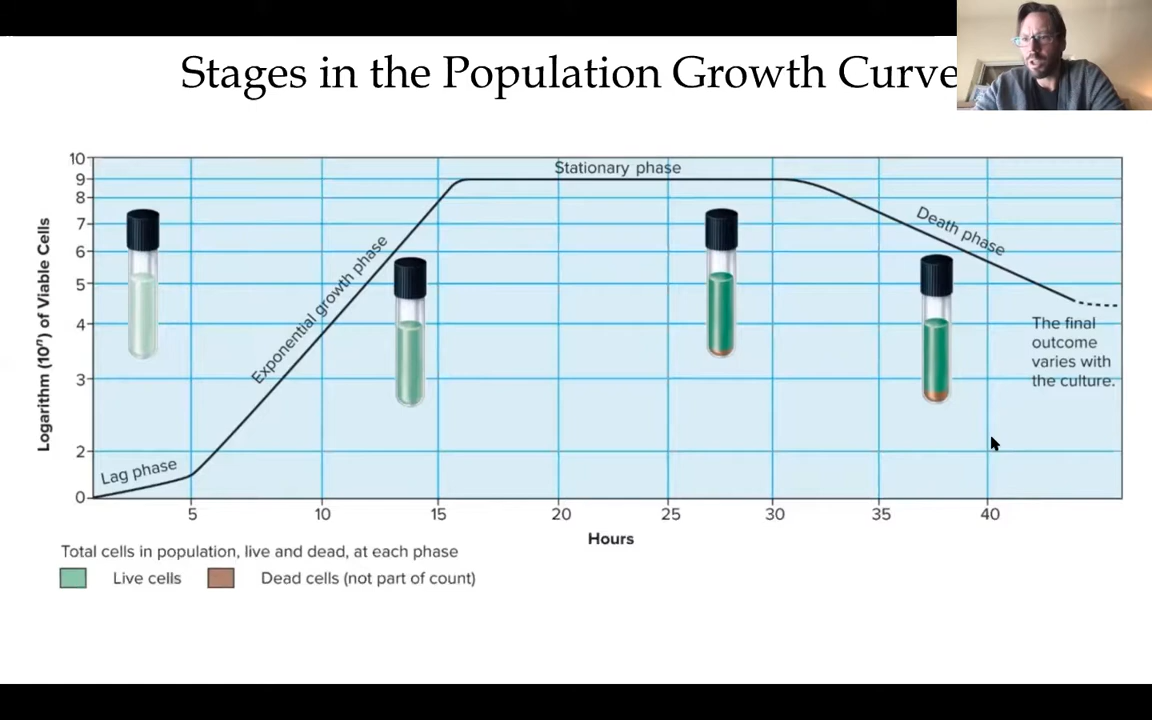 Stages in the Population Growth Curve
10
9
8
7
6
5
4
3
2
0
Logarithm (10ⁿ) of Viable Cells
Lag phase
Exponential growth phase
Stationary phase
Death phase
The final
outcome
varies with
the culture.
5
10
15
20
25
30
35
40
Hours
Total cells in population, live and dead, at each phase
Live cells
Dead cells (not part of count)